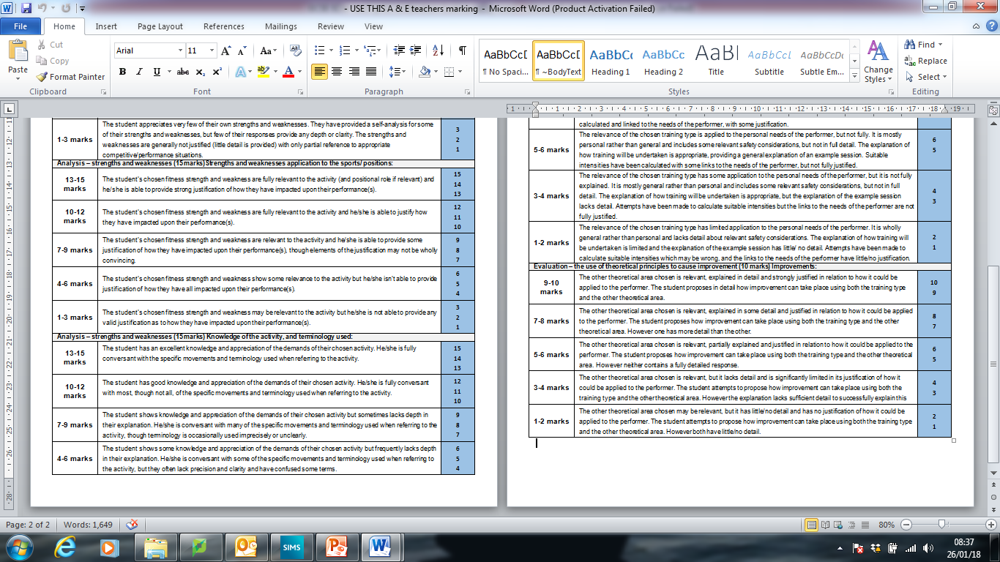 - USE THIS A & E teachers marking - Microsoft Word (Product Activation Failed)
File Home Insert Page Layout References Mailings Review View
Paste
Cut
Copy
Format Painter
Clipboard
Arial 11
Font
Paragraph
AaBbCcI AaBbCcI AaBbCc AaBbCc AaBl AaBbCcL AaBbCcDc
¶ No Spaci... ¶ ~BodyText Heading 1 Heading 2 Title Subtitle Subtle Em...
Change Styles
Styles
Find
Replace
Select
Editing
1-3 marks
The student appreciates very few of their own strengths and weaknesses. They have provided a self-analysis for some
of their strengths and weaknesses, but few of their responses provide any depth or clarity. The strengths and
weaknesses are generally not justified (little detail is provided) with only partial reference to appropriate
competitive/performance situations.
3
2
1
Analysis – strengths and weaknesses (15marks)Strengths and weaknesses application to the sports/ positions:
13-15
marks
The student's chosen fitness strength and weakness are fully relevant to the activity (and positional role if relevant) and
he/she is able to provide strong justification of how they have impacted upon their performance(s).
15
14
13
10-12
marks
The student's chosen fitness strength and weakness are fully relevant to the activity and he/she is able to justify how
they have impacted upon their performance(s).
12
11
10
7-9 marks
The student's chosen fitness strength and weakness are relevant to the activity and he/she is able to provide some
justification of how they have impacted upon their performance(s), though elements of the justification may not be wholly
convincing.
9
8
7
4-6 marks
The student's chosen fitness strength and weakness show some relevance to the activity but he/she isn't able to provide
justification of how they have all impacted upon their performance(s).
6
5
4
1-3 marks
The student's chosen fitness strength and weakness may be relevant to the activity but he/she is not able to provide any
valid justification as to how they have impacted upon their performance(s).
3
2
1
Analysis – strengths and weaknesses (15marks) Knowledge of the activity, and terminology used:
13-15
marks
The student has an excellent knowledge and appreciation of the demands of their chosen activity. He/she is fully
conversant with the specific movements and terminology used when referring to the activity.
15
14
13
10-12
marks
The student has good knowledge and appreciation of the demands of their chosen activity. He/she is fully conversant
with most, though not all, of the specific movements and terminology used when referring to the activity.
12
11
10
7-9 marks
The student shows knowledge and appreciation of the demands of their chosen activity but sometimes lacks depth in
their explanation. He/she is conversant with many of the specific movements and terminology used when referring to the
activity, though terminology is occasionally used imprecisely or unclearly.
9
8
7
4-6 marks
The student shows some knowledge and appreciation of the demands of their chosen activity but frequently lacks depth
in their explanation. He/she is conversant with some of the specific movements and terminology used when referring to
the activity, but they often lack precision and clarity and have confused some terms.
6
5
4
calculated and linked to the needs of the performer, with some justification.
5-6 marks
The relevance of the chosen training type is applied to the personal needs of the performer, but not fully. It is mostly
personal rather than general and includes some relevant safety considerations, but not in full detail. The explanation of
how training will be undertaken is appropriate, providing a general explanation of an example session. Suitable
intensities have been calculated with some links to the needs of the performer, but not fully justified.
6
5
3-4 marks
The relevance of the chosen training type has some application to the personal needs of the performer, but it is not fully
explained. It is mostly general rather than personal and includes some relevant safety considerations, but not in full
detail. The explanation of how training will be undertaken is appropriate, but the explanation of the example session
lacks detail. Attempts have been made to calculate suitable intensities but the links to the needs of the performer are not
fully justified.
4
3
1-2 marks
The relevance of the chosen training type has limited application to the personal needs of the performer. It is wholly
general rather than personal and lacks detail about relevant safety considerations. The explanation of how training will
be undertaken is limited and the explanation of the example session has little/ no detail. Attempts have been made to
calculate suitable intensities which may be wrong, and the links to the needs of the performer have little/no justification.
2
1
Evaluation – the use of theoretical principles to cause improvement (10 marks) Improvements:
9-10
marks
The other theoretical area chosen is relevant, explained in detail and strongly justified in relation to how it could be
applied to the performer. The student proposes in detail how improvement can take place using both the training type
and the other theoretical area.
10
9
7-8 marks
The other theoretical area chosen is relevant, explained in some detail and justified in relation to how it could be applied
to the performer. The student proposes how improvement can take place using both the training type and the other
theoretical area. However one has more detail than the other.
8
7
5-6 marks
The other theoretical area chosen is relevant, partially explained and justified in relation to how it could be applied to the
performer. The student proposes how improvement can take place using both the training type and the other theoretical
area. However neither contains a fully detailed response.
6
5
3-4 marks
The other theoretical area chosen is relevant, but it lacks detail and is significantly limited in its justification of how it
could be applied to the performer. The student attempts to propose how improvement can take place using both the
training type and the other theoretical area. However the explanation lacks sufficient detail to successfully explain this
4
3
1-2 marks
The other theoretical area chosen may be relevant, but it has little/no detail and has no justification of how it could be
applied to the performer. The student attempts to propose how improvement can take place using both the training type
and the other theoretical area. However both have little/no detail.
2
1
Page: 2 of 2 Words: 1,649 80%
SIMS
08:37
26/01/18